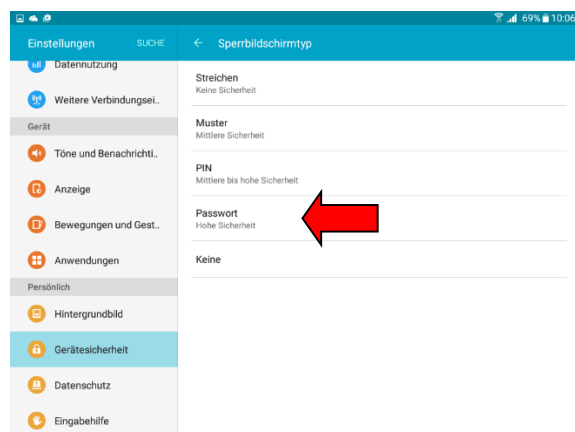 69% 10:06
Einstellungen SUCHE
Sperrbildschirmtyp
Datennutzung
Weitere Verbindungsei..
Gerät
Töne und Benachrichti..
Anzeige
Bewegungen und Gest..
Anwendungen
Persönlich
Hintergrundbild
Gerätesicherheit
Datenschutz
Eingabehilfe
Streichen
Keine Sicherheit
Muster
Mittlere Sicherheit
PIN
Mittlere bis hohe Sicherheit
Passwort
Hohe Sicherheit
Keine